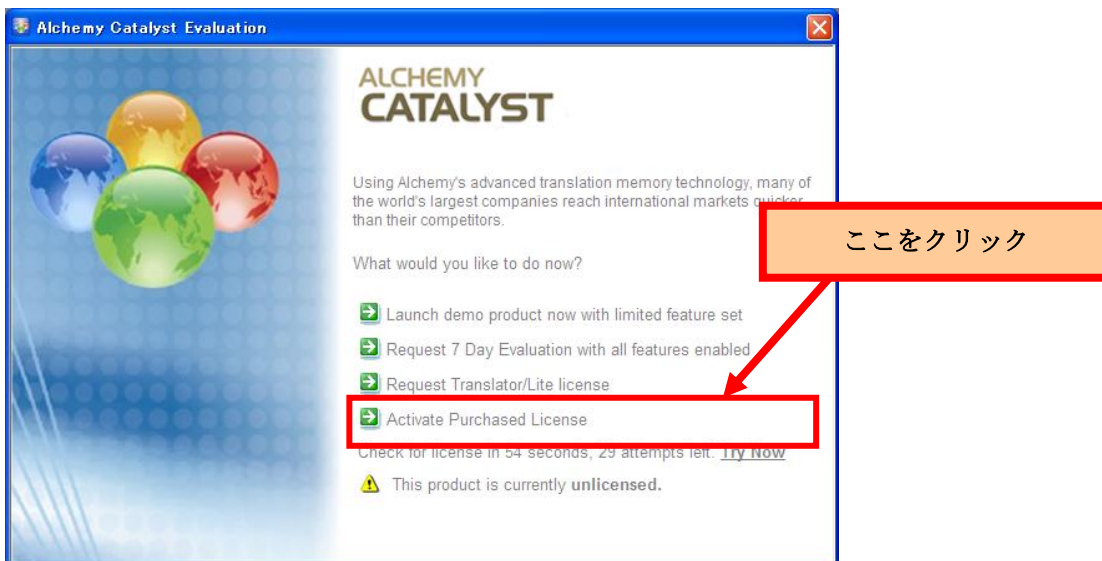 Alchemy Catalyst Evaluation
ALCHEMY
CATALYST
Using Alchemy's advanced translation memory technology, many of
the world's largest companies reach international markets quicker
than their competitors.
ここをクリック
What would you like to do now?
Launch demo product now with limited feature set
Request 7 Day Evaluation with all features enabled
Request Translator/Lite license
Activate Purchased License
Check for license in 54 seconds, 29 attempts left. Try Now
This product is currently unlicensed.